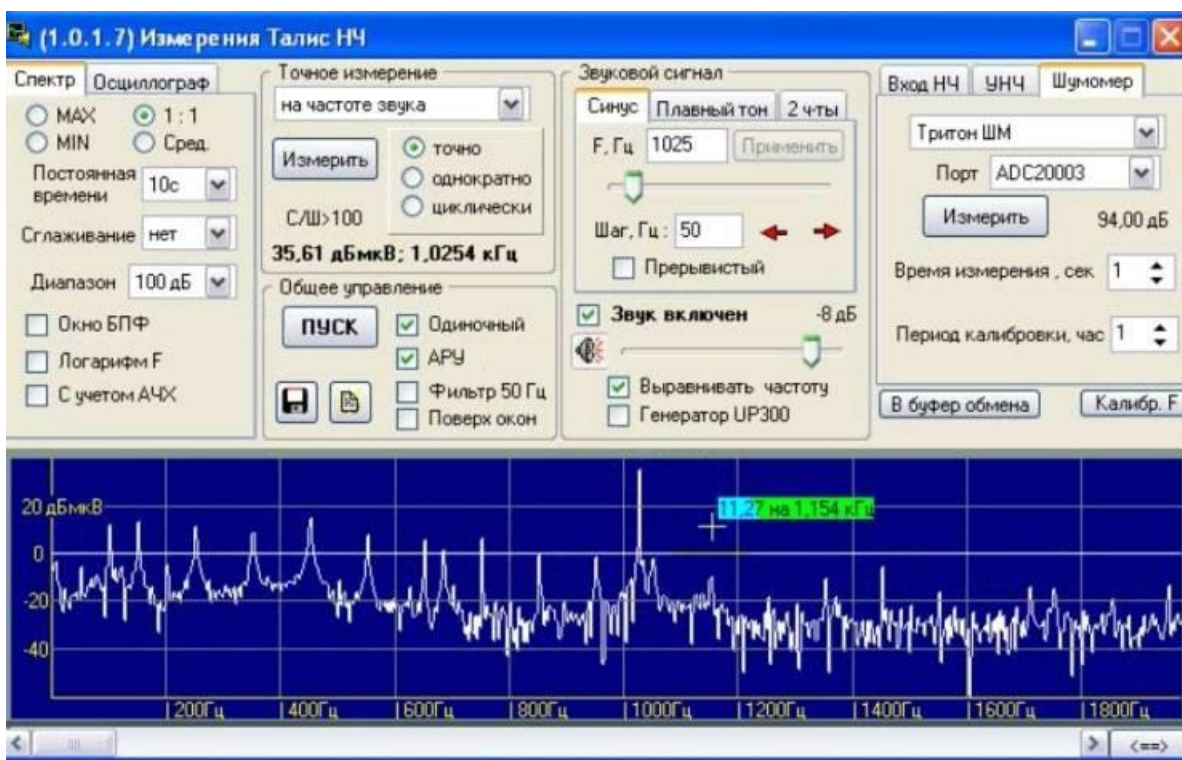 (1.0.1.7) Измерения Талис НЧ
Спектр Осциллограф
MAX 1 : 1
MIN Сред.
Постоянная времени 10с
Сглаживание нет
Диапазон 100 дБ
Окно БПФ
Логарифм F
С учетом АЧХ
Точное измерение
на частоте звука
Измерить
точно
однократно
циклически
С/Ш>100
35,61 дБмкВ; 1,0254 кГц
Общее управление
ПУСК
Одиночный
АРУ
Фильтр 50 Гц
Поверх окон
Звуковой сигнал
Синус Плавный тон 2 ч-ты
F, Гц 1025 Применить
Шаг, Гц : 50
Прерывистый
Звук включен -8 дБ
Выравнивать частоту
Генератор UP300
Вход НЧ УНЧ Шумомер
Тритон ШМ
Порт ADC20003
Измерить 94,00 дБ
Время измерения , сек 1
Период калибровки, час 1
В буфер обмена Калибр. F
20 дБмкВ
11,27 на 1,154 кГц
0
-20
-40
200Гц 400Гц 600Гц 800Гц 1000Гц 1200Гц 1400Гц 1600Гц 1800Гц
<==>